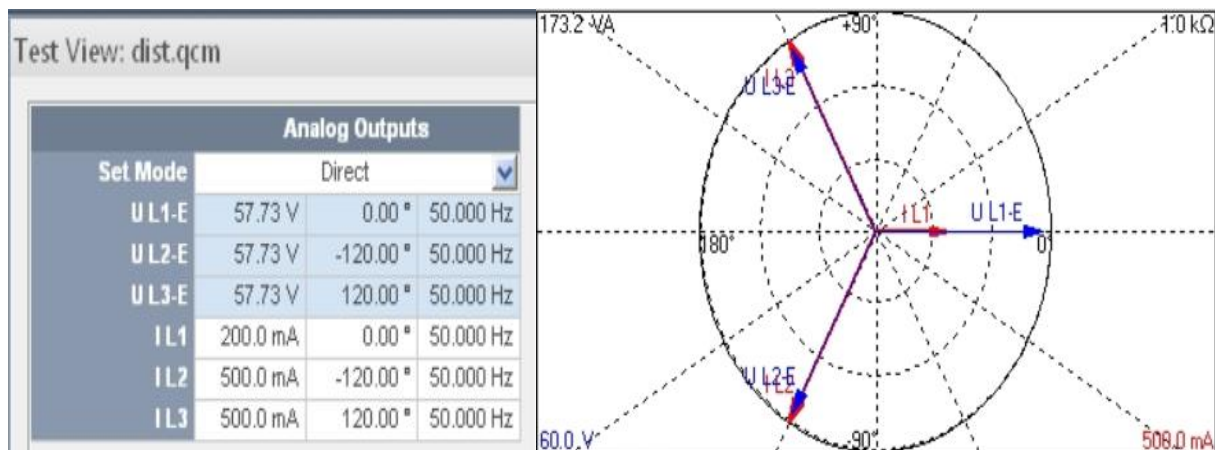 Test View: dist.qcm
Analog Outputs
Set Mode Direct
U L1-E 57.73 V 0.00 ° 50.000 Hz
U L2-E 57.73 V -120.00 ° 50.000 Hz
U L3-E 57.73 V 120.00 ° 50.000 Hz
I L1 200.0 mA 0.00 ° 50.000 Hz
I L2 500.0 mA -120.00 ° 50.000 Hz
I L3 500.0 mA 120.00 ° 50.000 Hz
173.2 VA +90° 1.0 kΩ
I L3
U L3-E
I L1 U L1-E
180° 0°
U L2-E
I L2
60.0 V -90° 500.0 mA